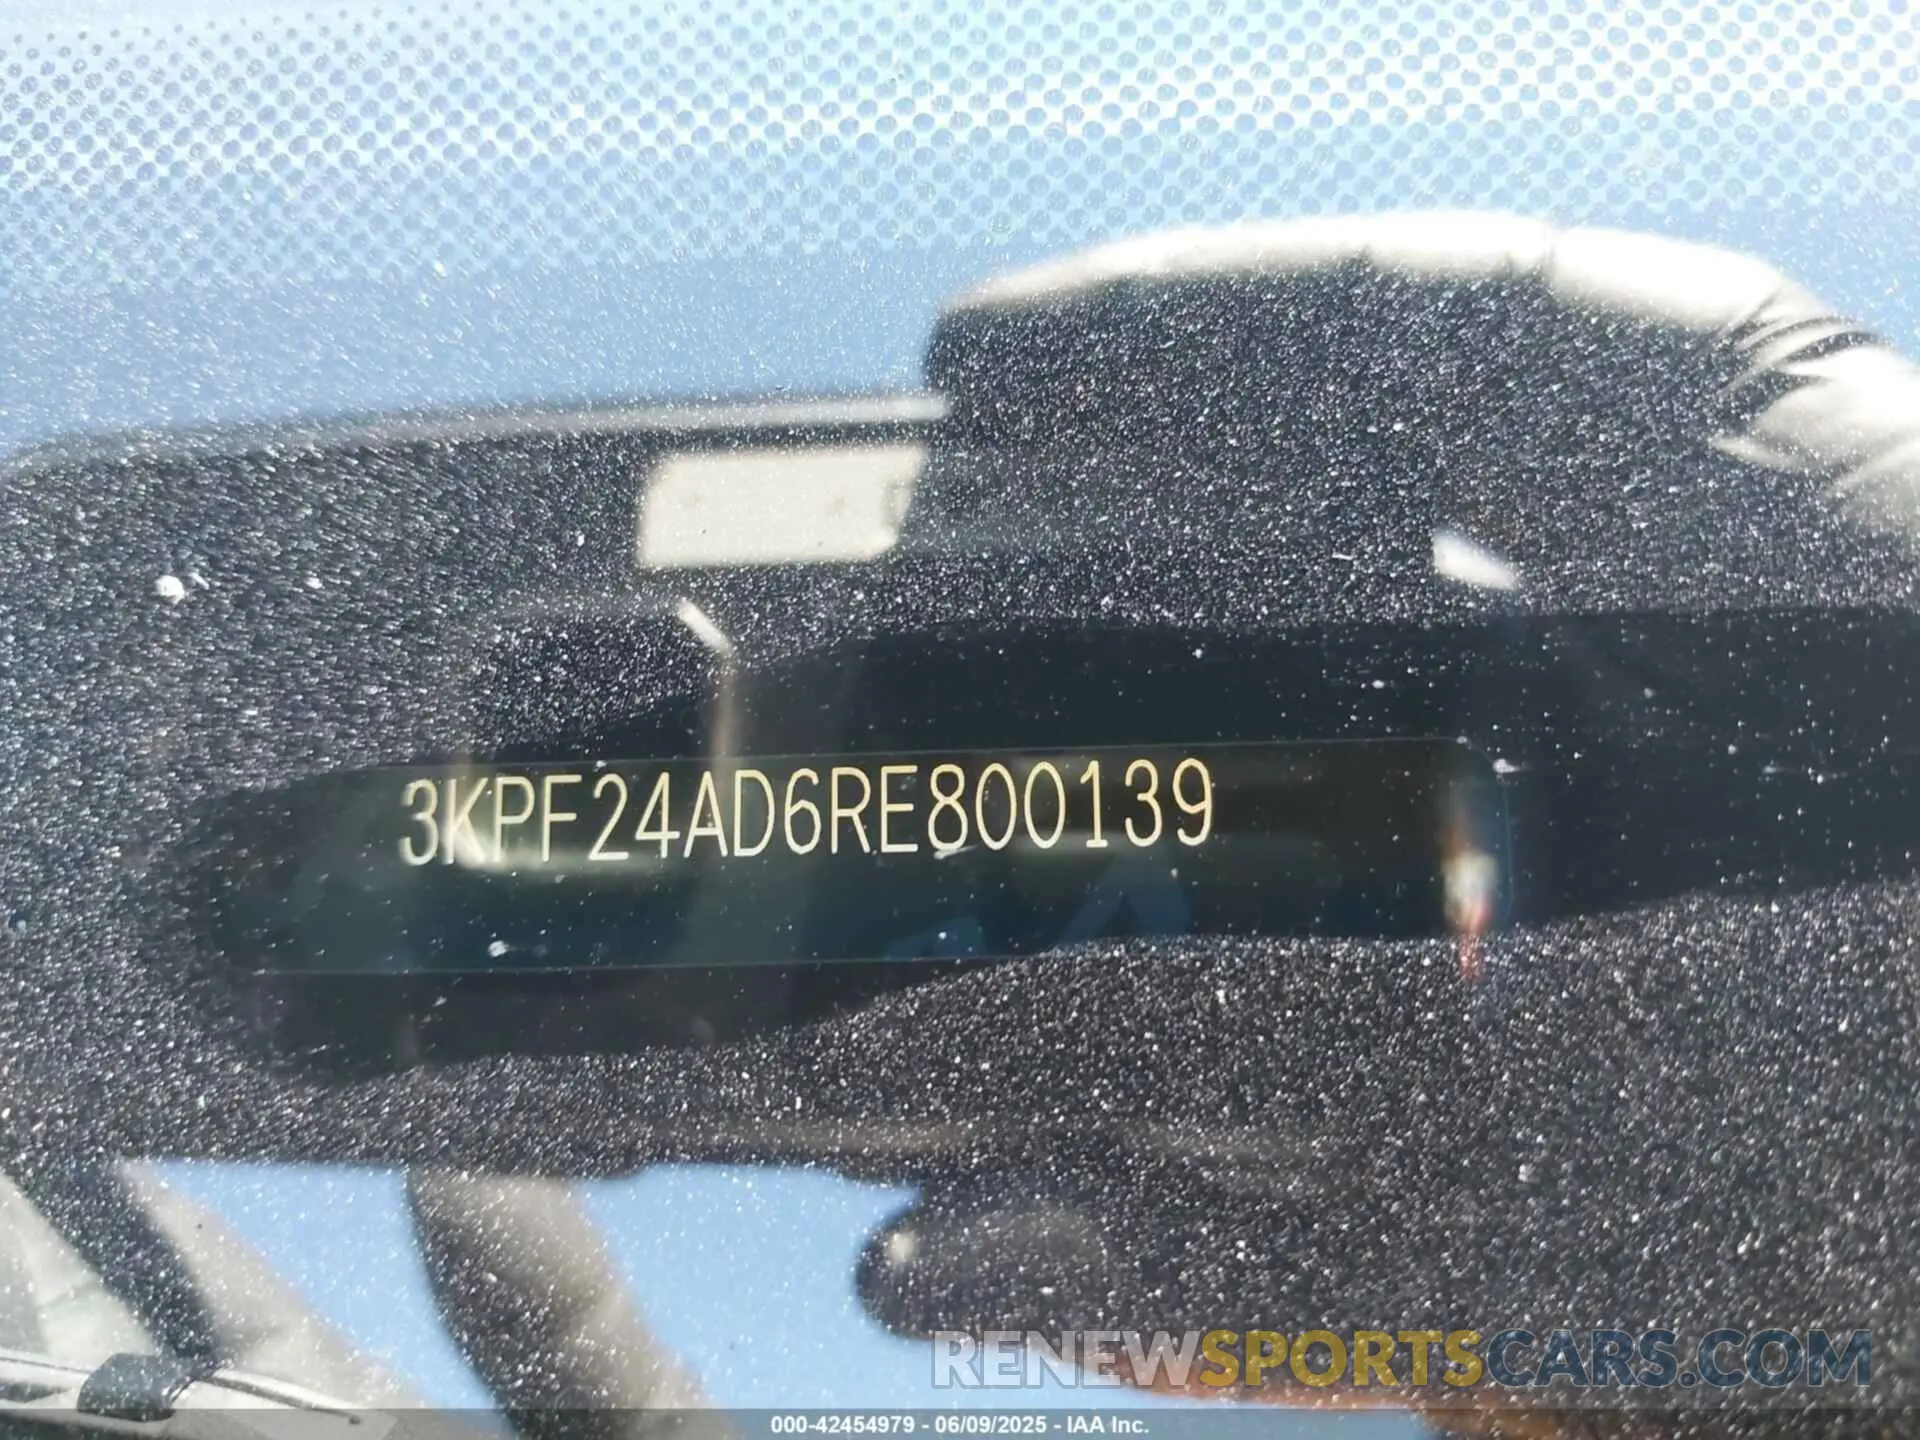 3KPF24AD6RE800139
RENEWSPORTSCARS.COM
000-42454979 - 06/09/2025 - IAA Inc.